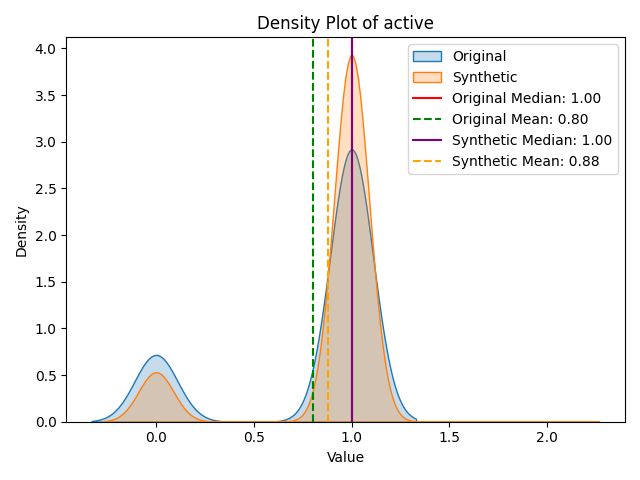 Density Plot of active
Original
Synthetic
Original Median: 1.00
Original Mean: 0.80
Synthetic Median: 1.00
Synthetic Mean: 0.88
Density
4.0
3.5
3.0
2.5
2.0
1.5
1.0
0.5
0.0
0.0 0.5 1.0 1.5 2.0
Value